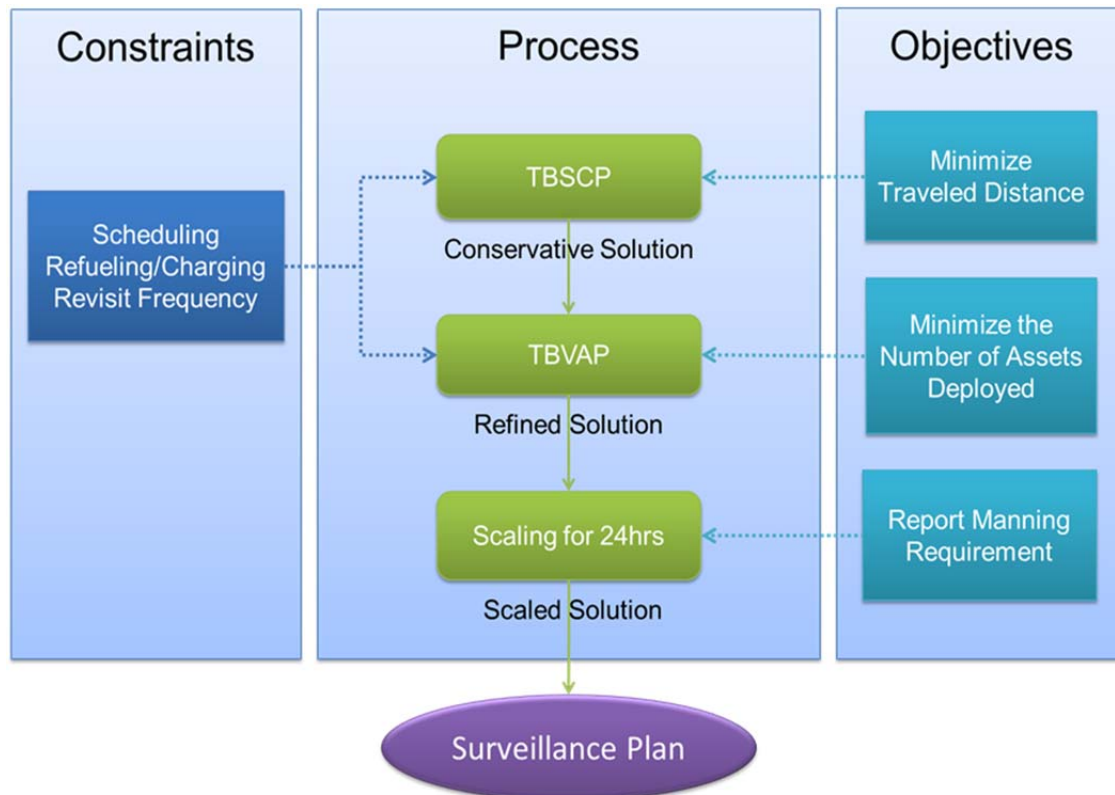 Constraints
Scheduling
Refueling/Charging
Revisit Frequency
Process
TBSCP
Conservative Solution
TBVAP
Refined Solution
Scaling for 24hrs
Scaled Solution
Surveillance Plan
Objectives
Minimize
Traveled Distance
Minimize the
Number of Assets
Deployed
Report Manning
Requirement